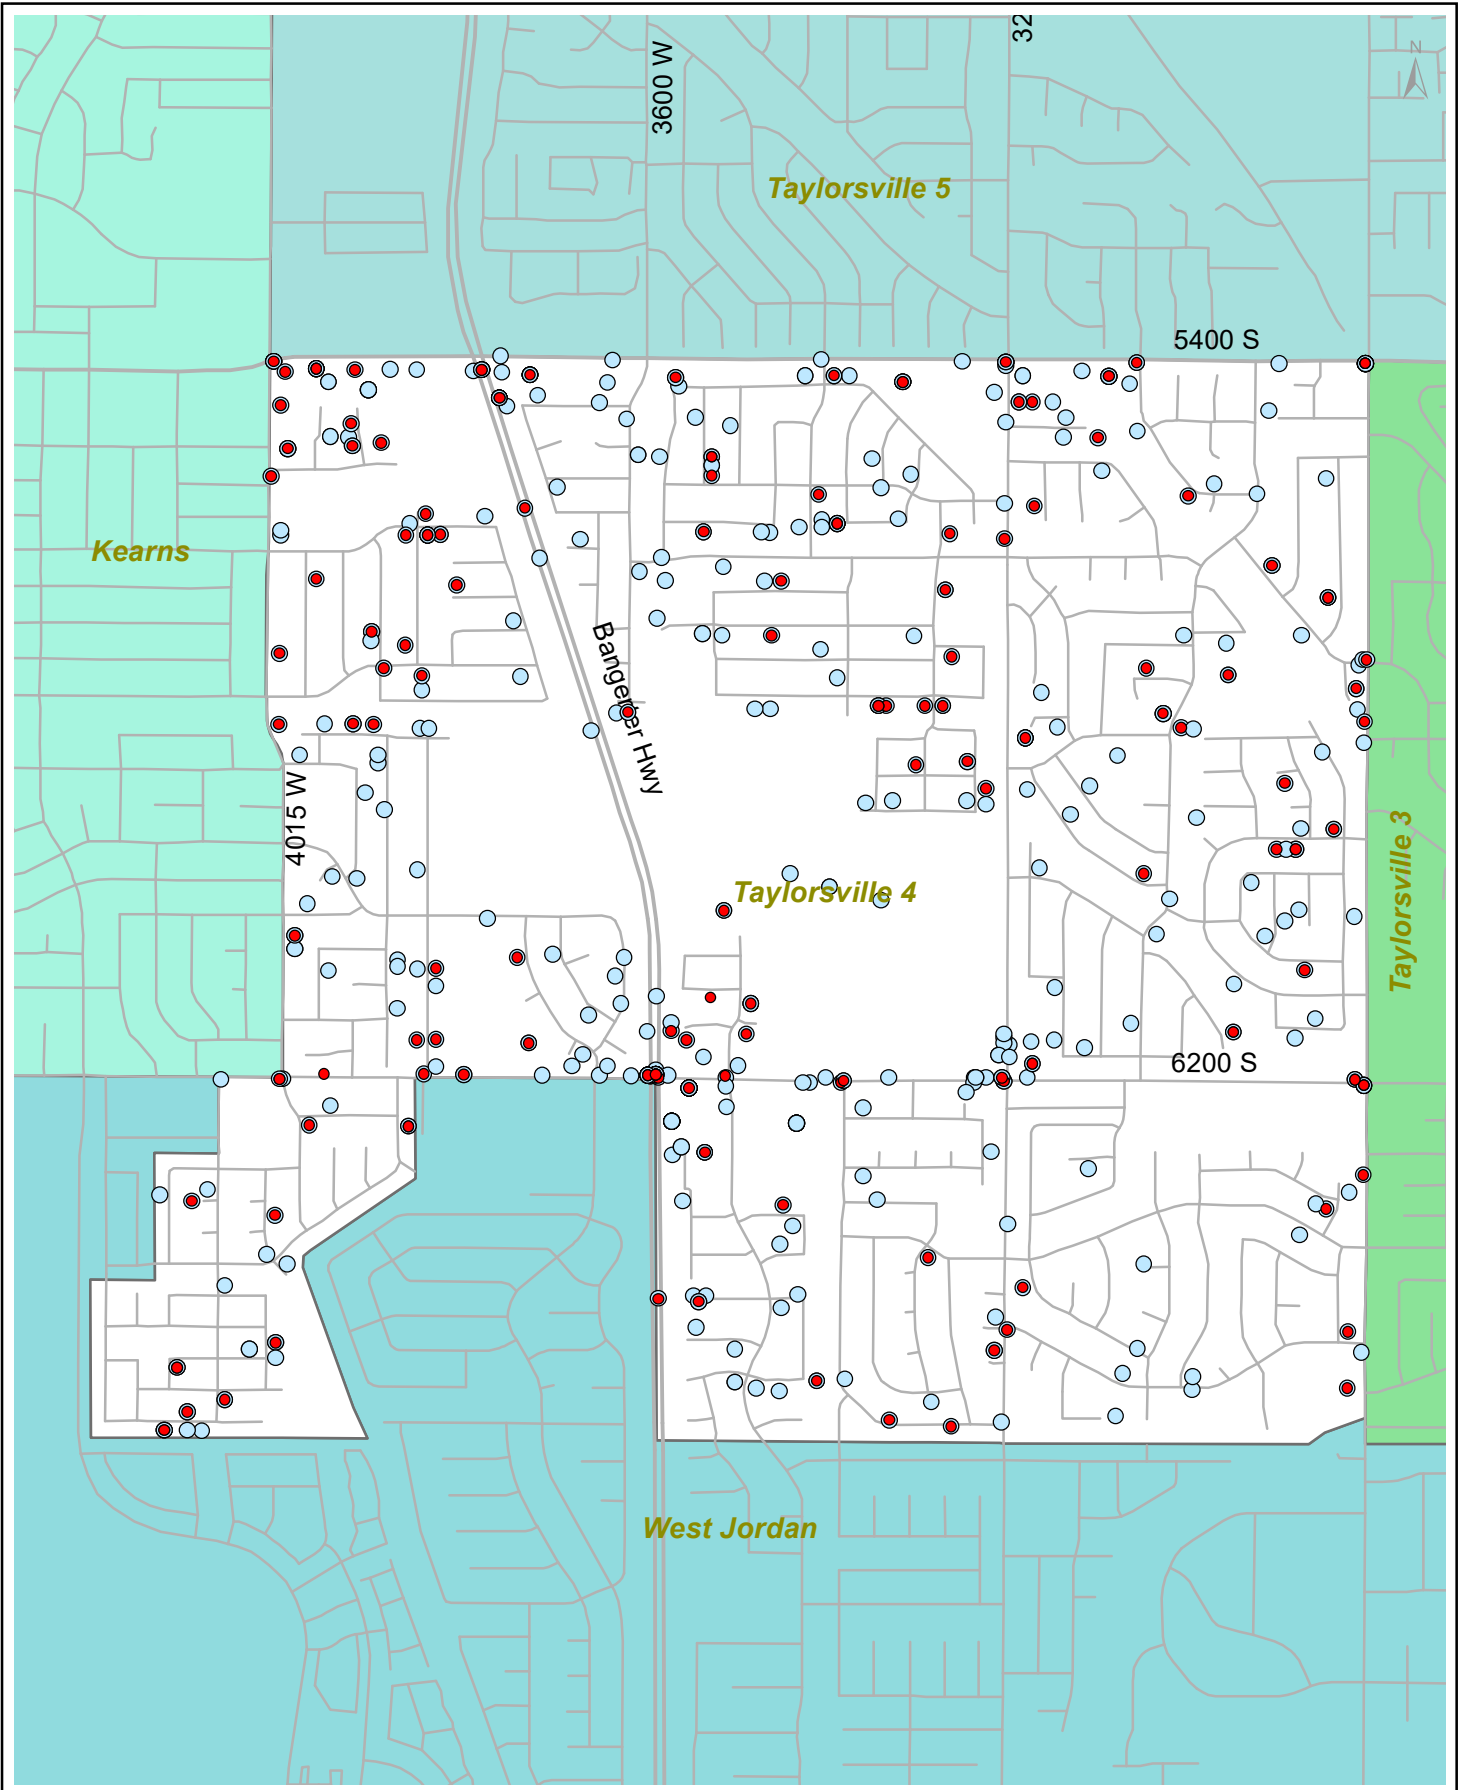 32
3600 W
N
Taylorsville 5
5400 S
Kearns
Bangerter Hwy
4015 W
Taylorsville 4
Taylorsville 3
6200 S
West Jordan